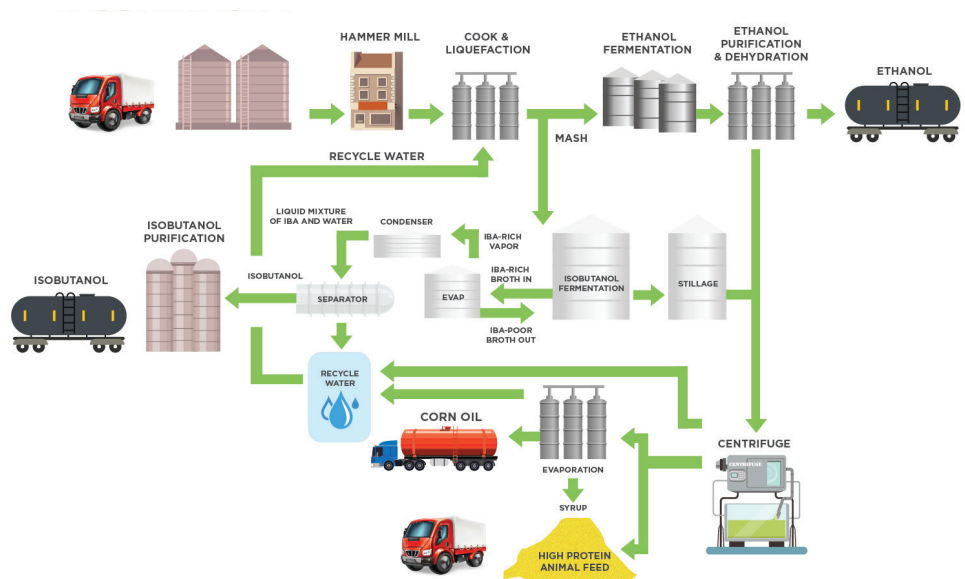 HAMMER MILL
COOK &
LIQUEFACTION
ETHANOL
FERMENTATION
ETHANOL
PURIFICATION
& DEHYDRATION
ETHANOL
MASH
RECYCLE WATER
LIQUID MIXTURE
OF IBA AND WATER
CONDENSER
IBA-RICH
VAPOR
ISOBUTANOL
PURIFICATION
ISOBUTANOL
ISOBUTANOL
SEPARATOR
EVAP
IBA-RICH
BROTH IN
IBA-POOR
BROTH OUT
ISOBUTANOL
FERMENTATION
STILLAGE
RECYCLE
WATER
CORN OIL
EVAPORATION
SYRUP
HIGH PROTEIN
ANIMAL FEED
CENTRIFUGE
CENTRIFUGE